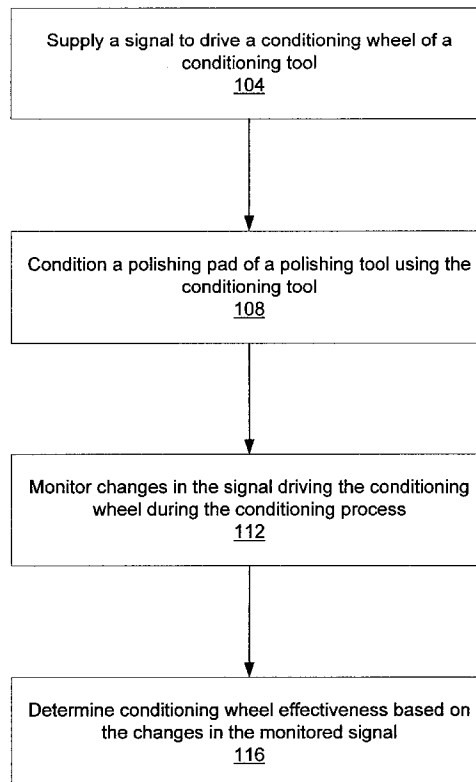 Supply a signal to drive a conditioning wheel of a
conditioning tool
104
Condition a polishing pad of a polishing tool using the
conditioning tool
108
Monitor changes in the signal driving the conditioning
wheel during the conditioning process
112
Determine conditioning wheel effectiveness based on
the changes in the monitored signal
116